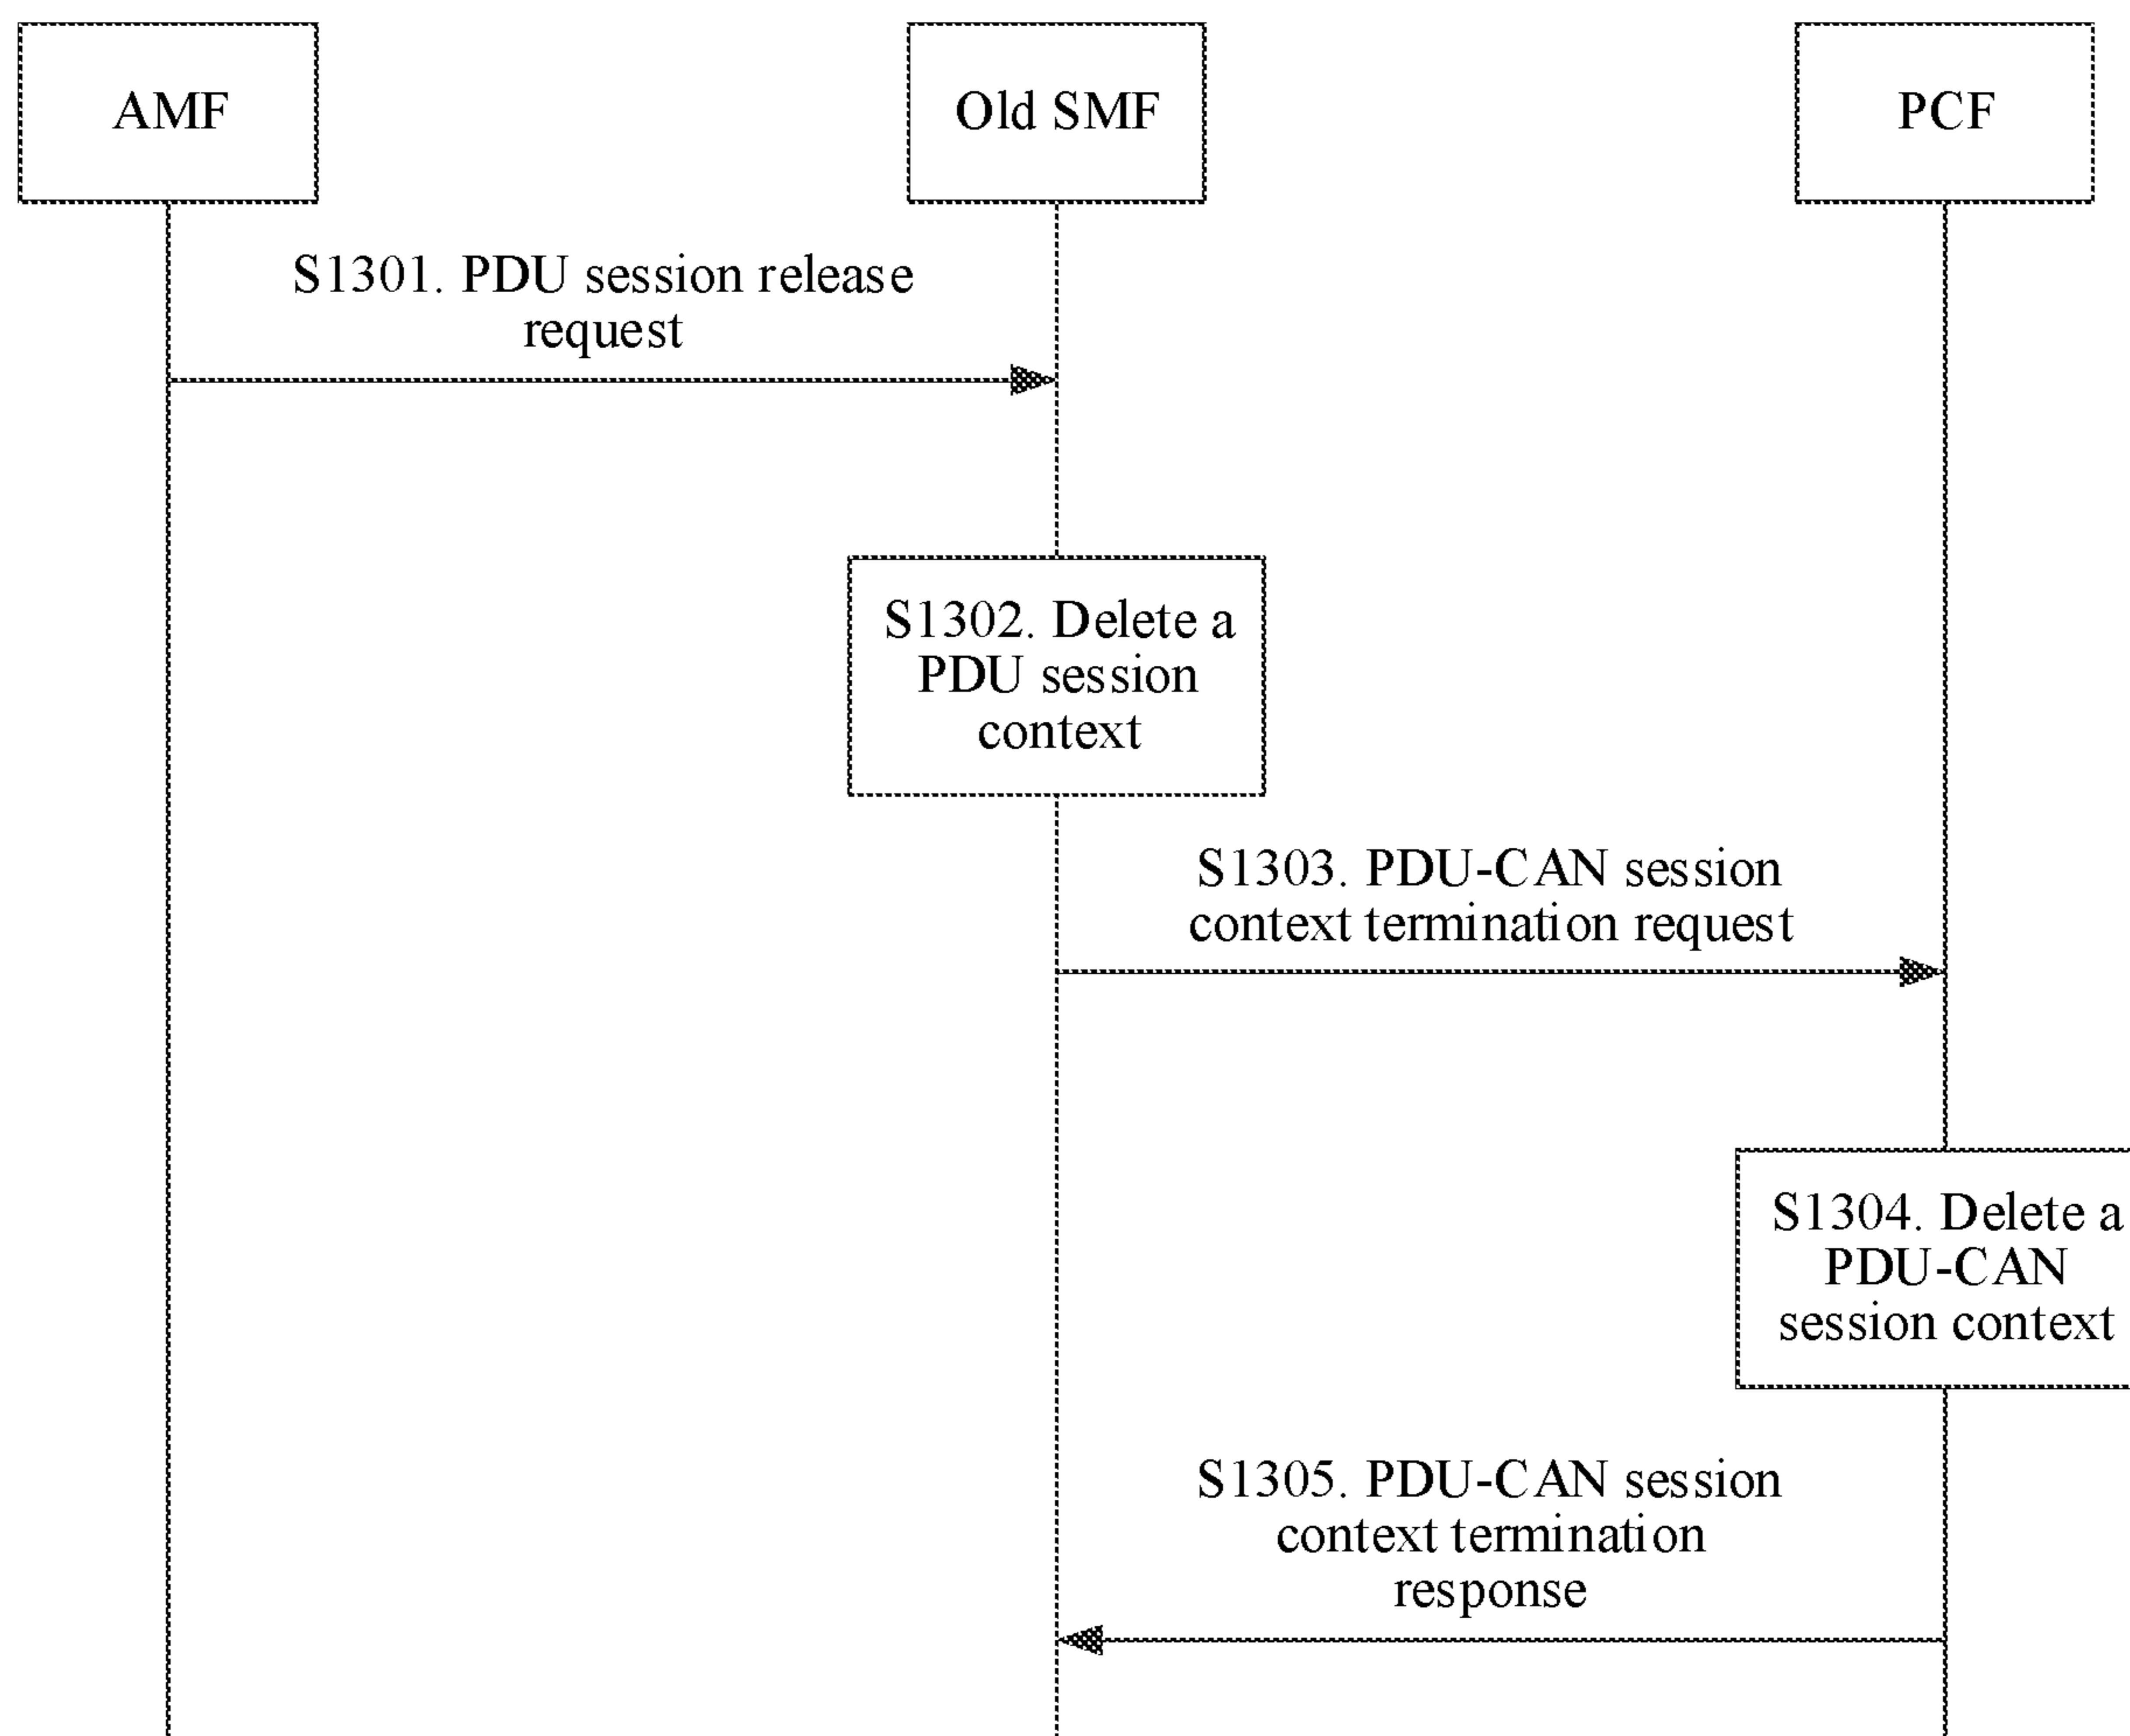 AMF
Old SMF
PCF
S1301. PDU session release
request
S1302. Delete a
PDU session
context
S1303. PDU-CAN session
context termination request
S1304. Delete a
PDU-CAN
session context
S1305. PDU-CAN session
context termination
response